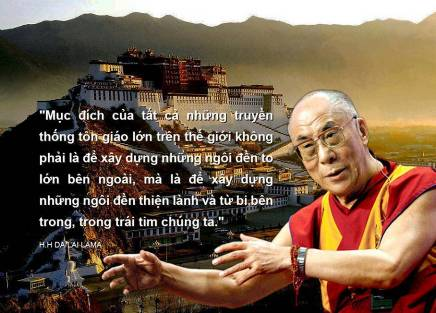 "Mục đích của tất cả những truyền
thống tôn giáo lớn trên thế giới không
phải là để xây dựng những ngôi đền to
lớn bên ngoài, mà là để xây dựng
những ngôi đền thiện lành và từ bi bên
trong, trong trái tim chúng ta."
H.H DA LAI LAMA